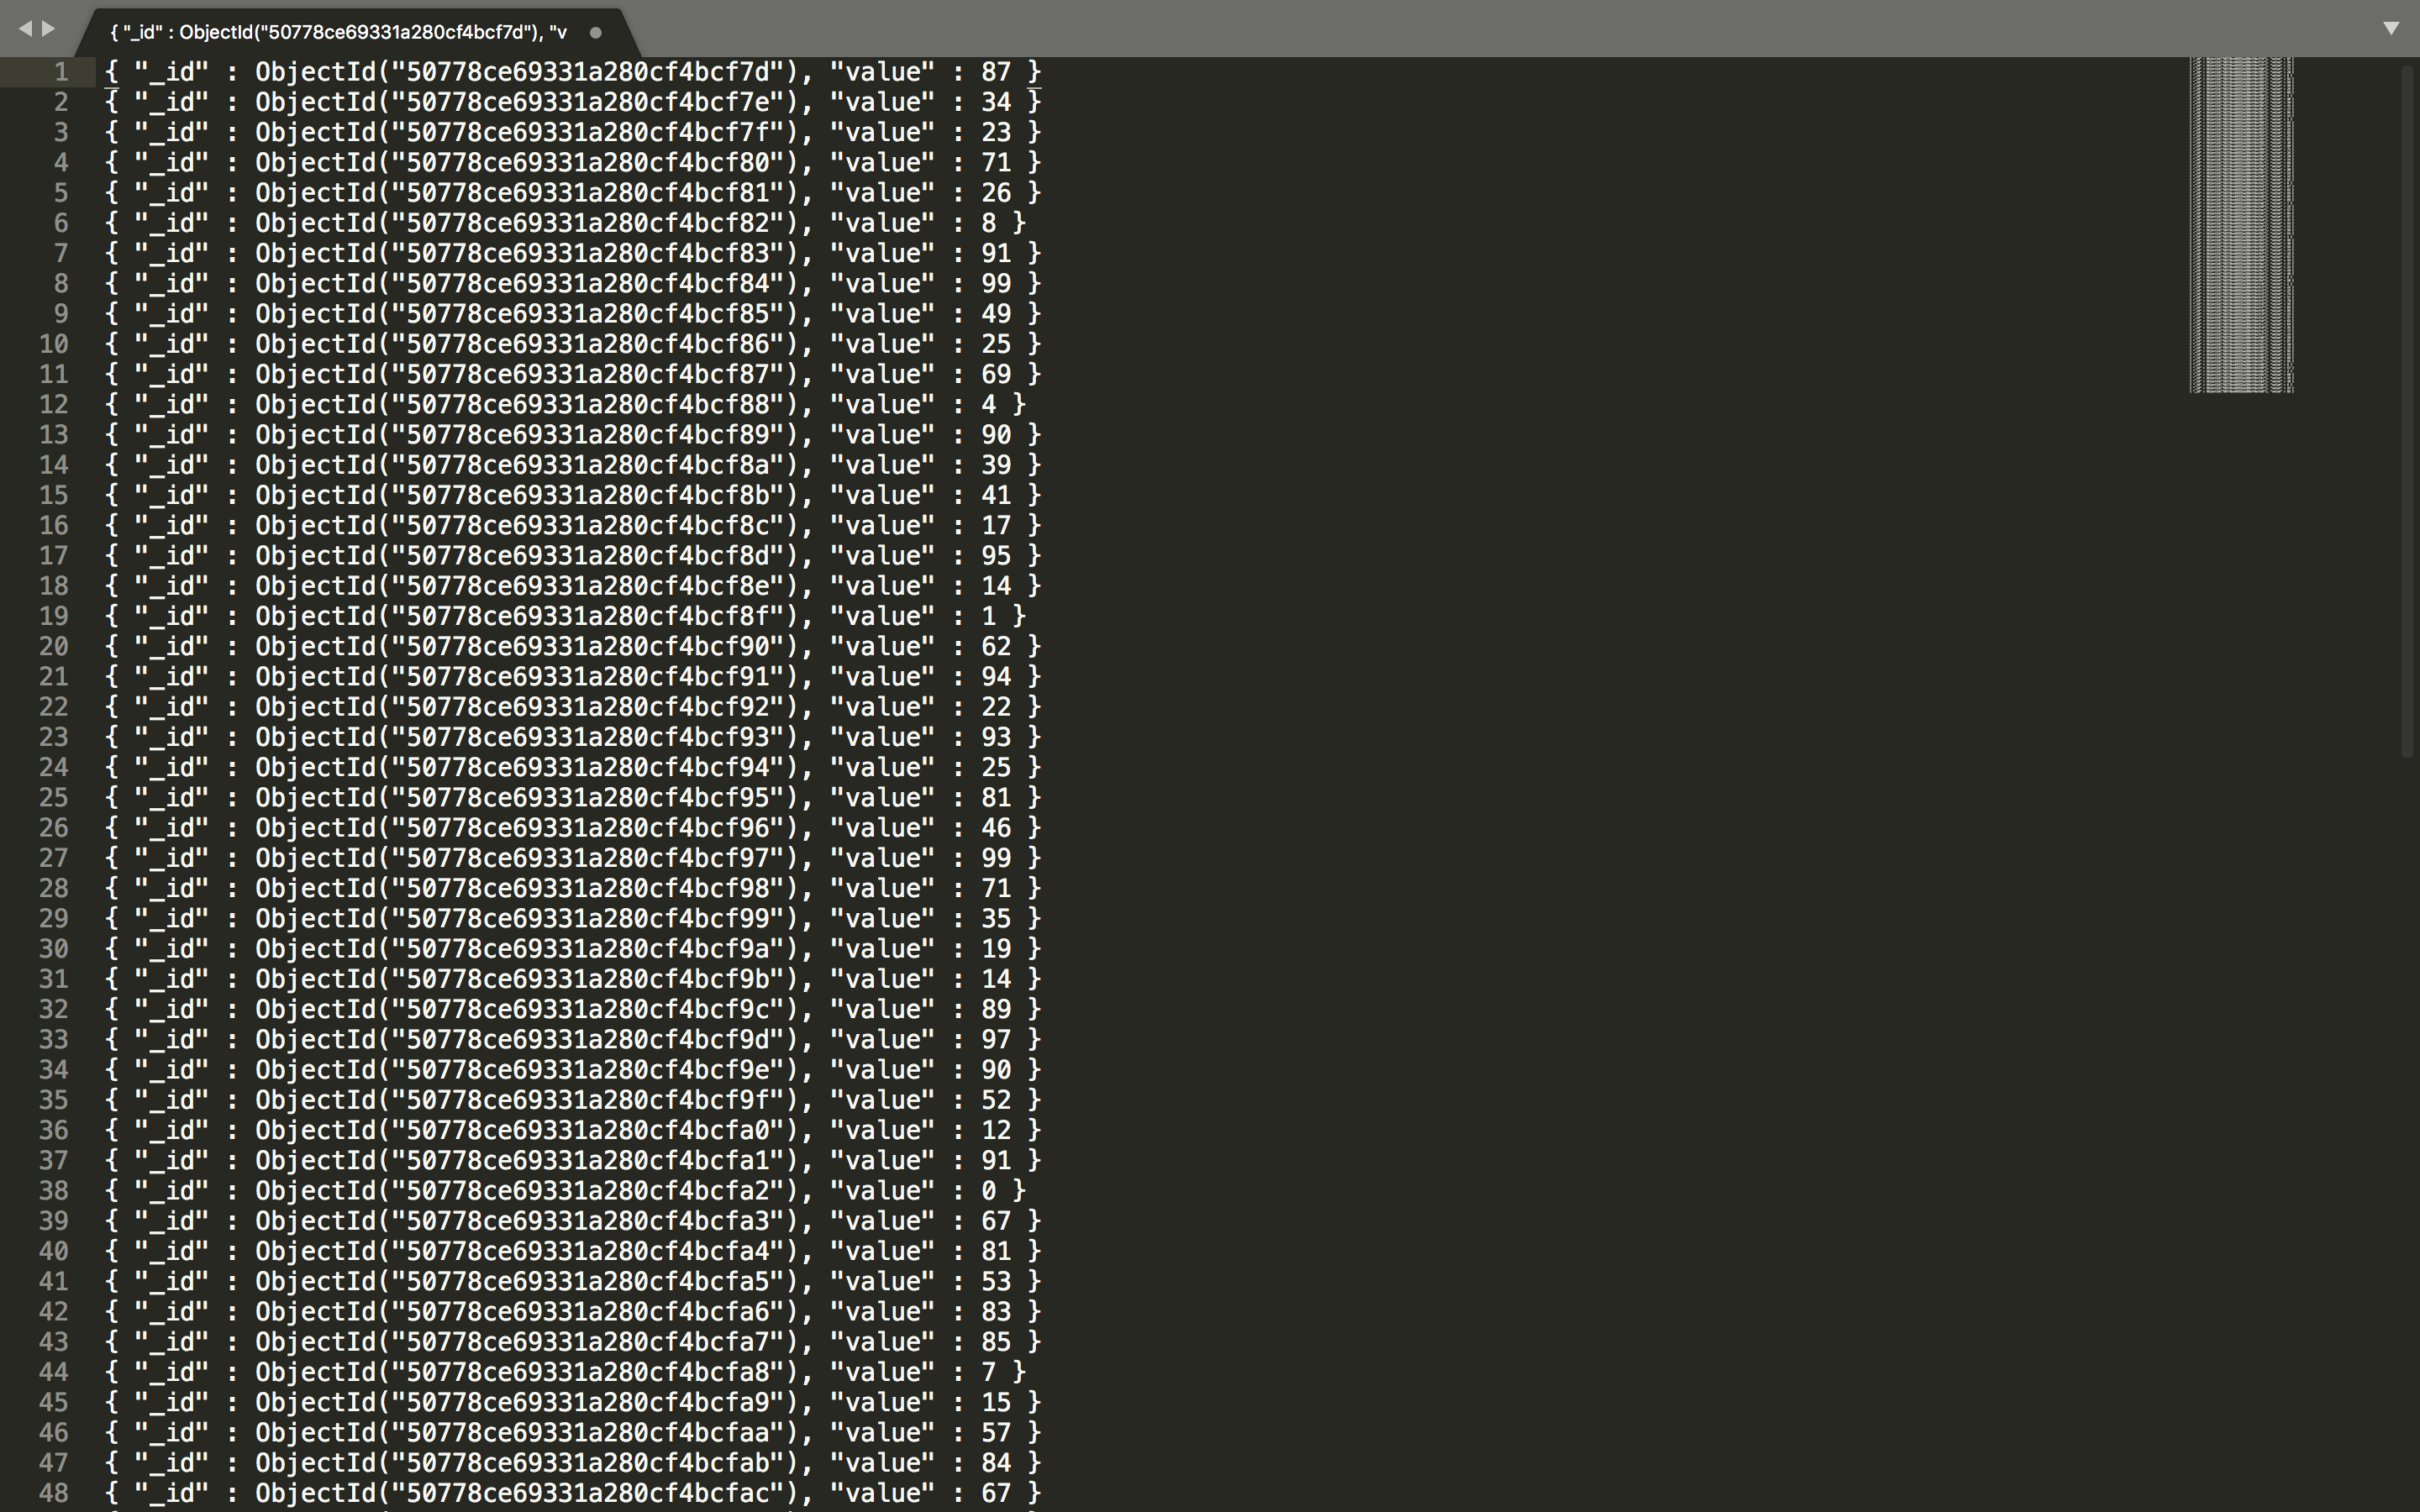 { "_id" : ObjectId("50778ce69331a280cf4bcf7d"), "v
1 { "_id" : ObjectId("50778ce69331a280cf4bcf7d"), "value" : 87 }
2 { "_id" : ObjectId("50778ce69331a280cf4bcf7e"), "value" : 34 }
3 { "_id" : ObjectId("50778ce69331a280cf4bcf7f"), "value" : 23 }
4 { "_id" : ObjectId("50778ce69331a280cf4bcf80"), "value" : 71 }
5 { "_id" : ObjectId("50778ce69331a280cf4bcf81"), "value" : 26 }
6 { "_id" : ObjectId("50778ce69331a280cf4bcf82"), "value" : 8 }
7 { "_id" : ObjectId("50778ce69331a280cf4bcf83"), "value" : 91 }
8 { "_id" : ObjectId("50778ce69331a280cf4bcf84"), "value" : 99 }
9 { "_id" : ObjectId("50778ce69331a280cf4bcf85"), "value" : 49 }
10 { "_id" : ObjectId("50778ce69331a280cf4bcf86"), "value" : 25 }
11 { "_id" : ObjectId("50778ce69331a280cf4bcf87"), "value" : 69 }
12 { "_id" : ObjectId("50778ce69331a280cf4bcf88"), "value" : 4 }
13 { "_id" : ObjectId("50778ce69331a280cf4bcf89"), "value" : 90 }
14 { "_id" : ObjectId("50778ce69331a280cf4bcf8a"), "value" : 39 }
15 { "_id" : ObjectId("50778ce69331a280cf4bcf8b"), "value" : 41 }
16 { "_id" : ObjectId("50778ce69331a280cf4bcf8c"), "value" : 17 }
17 { "_id" : ObjectId("50778ce69331a280cf4bcf8d"), "value" : 95 }
18 { "_id" : ObjectId("50778ce69331a280cf4bcf8e"), "value" : 14 }
19 { "_id" : ObjectId("50778ce69331a280cf4bcf8f"), "value" : 1 }
20 { "_id" : ObjectId("50778ce69331a280cf4bcf90"), "value" : 62 }
21 { "_id" : ObjectId("50778ce69331a280cf4bcf91"), "value" : 94 }
22 { "_id" : ObjectId("50778ce69331a280cf4bcf92"), "value" : 22 }
23 { "_id" : ObjectId("50778ce69331a280cf4bcf93"), "value" : 93 }
24 { "_id" : ObjectId("50778ce69331a280cf4bcf94"), "value" : 25 }
25 { "_id" : ObjectId("50778ce69331a280cf4bcf95"), "value" : 81 }
26 { "_id" : ObjectId("50778ce69331a280cf4bcf96"), "value" : 46 }
27 { "_id" : ObjectId("50778ce69331a280cf4bcf97"), "value" : 99 }
28 { "_id" : ObjectId("50778ce69331a280cf4bcf98"), "value" : 71 }
29 { "_id" : ObjectId("50778ce69331a280cf4bcf99"), "value" : 35 }
30 { "_id" : ObjectId("50778ce69331a280cf4bcf9a"), "value" : 19 }
31 { "_id" : ObjectId("50778ce69331a280cf4bcf9b"), "value" : 14 }
32 { "_id" : ObjectId("50778ce69331a280cf4bcf9c"), "value" : 89 }
33 { "_id" : ObjectId("50778ce69331a280cf4bcf9d"), "value" : 97 }
34 { "_id" : ObjectId("50778ce69331a280cf4bcf9e"), "value" : 90 }
35 { "_id" : ObjectId("50778ce69331a280cf4bcf9f"), "value" : 52 }
36 { "_id" : ObjectId("50778ce69331a280cf4bcfa0"), "value" : 12 }
37 { "_id" : ObjectId("50778ce69331a280cf4bcfa1"), "value" : 91 }
38 { "_id" : ObjectId("50778ce69331a280cf4bcfa2"), "value" : 0 }
39 { "_id" : ObjectId("50778ce69331a280cf4bcfa3"), "value" : 67 }
40 { "_id" : ObjectId("50778ce69331a280cf4bcfa4"), "value" : 81 }
41 { "_id" : ObjectId("50778ce69331a280cf4bcfa5"), "value" : 53 }
42 { "_id" : ObjectId("50778ce69331a280cf4bcfa6"), "value" : 83 }
43 { "_id" : ObjectId("50778ce69331a280cf4bcfa7"), "value" : 85 }
44 { "_id" : ObjectId("50778ce69331a280cf4bcfa8"), "value" : 7 }
45 { "_id" : ObjectId("50778ce69331a280cf4bcfa9"), "value" : 15 }
46 { "_id" : ObjectId("50778ce69331a280cf4bcfaa"), "value" : 57 }
47 { "_id" : ObjectId("50778ce69331a280cf4bcfab"), "value" : 84 }
48 { "_id" : ObjectId("50778ce69331a280cf4bcfac"), "value" : 67 }